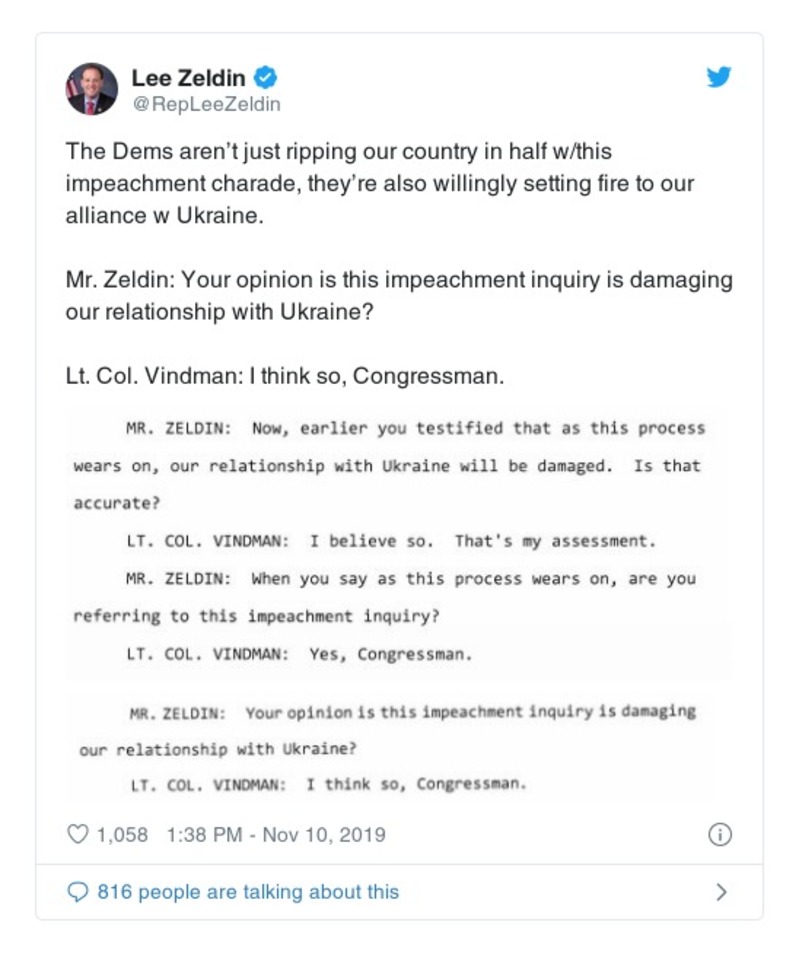 Lee Zeldin
@RepLeeZeldin
The Dems aren’t just ripping our country in half w/this
impeachment charade, they’re also willingly setting fire to our
alliance w Ukraine.
Mr. Zeldin: Your opinion is this impeachment inquiry is damaging
our relationship with Ukraine?
Lt. Col. Vindman: I think so, Congressman.
MR. ZELDIN: Now, earlier you testified that as this process
wears on, our relationship with Ukraine will be damaged. Is that
accurate?
LT. COL. VINDMAN: I believe so. That's my assessment.
MR. ZELDIN: When you say as this process wears on, are you
referring to this impeachment inquiry?
LT. COL. VINDMAN: Yes, Congressman.
MR. ZELDIN: Your opinion is this impeachment inquiry is damaging
our relationship with Ukraine?
LT. COL. VINDMAN: I think so, Congressman.
1,058 1:38 PM - Nov 10, 2019
816 people are talking about this